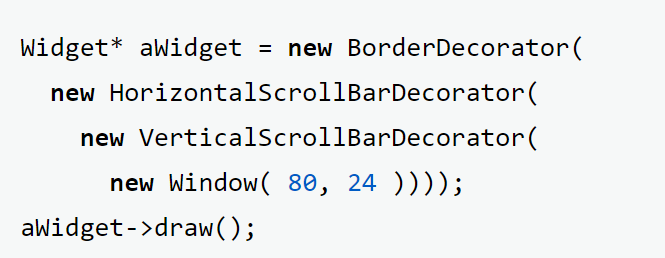 Widget* aWidget = new BorderDecorator(
new HorizontalScrollBarDecorator(
new VerticalScrollBarDecorator(
new Window( 80, 24 ))));
aWidget->draw();